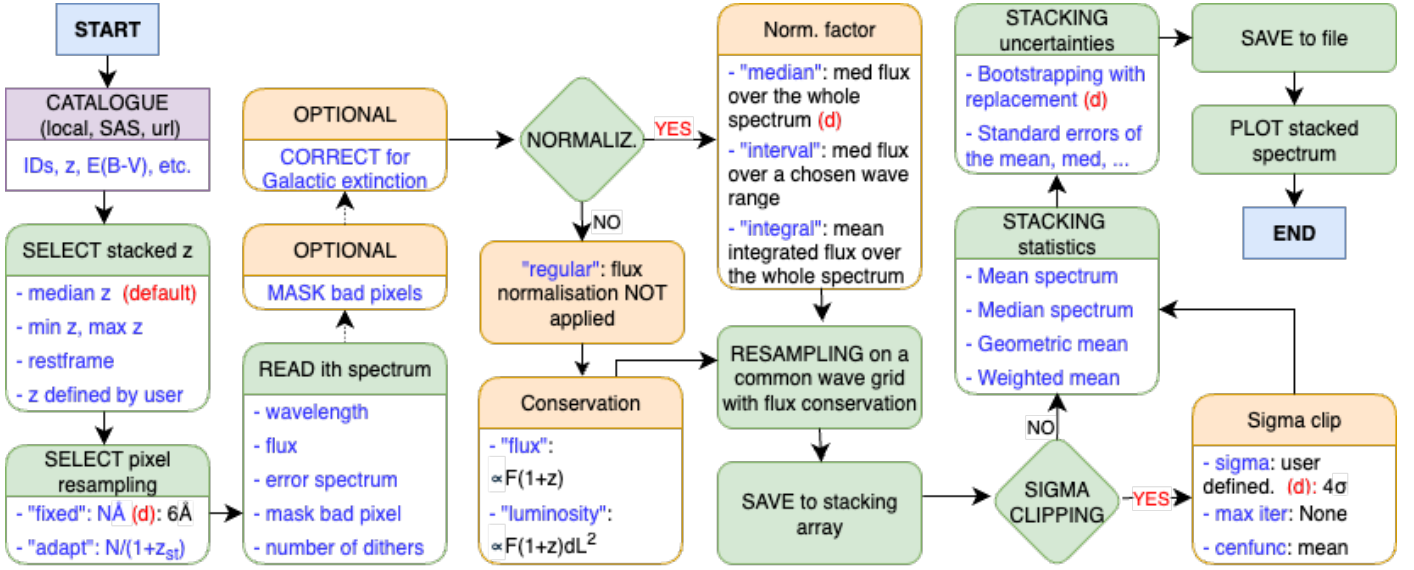 START
CATALOGUE
(local, SAS, url)
IDs, z, E(B-V), etc.
SELECT stacked z
- median z (default)
- min z, max z
- restframe
- z defined by user
SELECT pixel
resampling
- "fixed": NÅ (d): 6Å
- "adapt": N/(1+z_st)
READ ith spectrum
- wavelength
- flux
- error spectrum
- mask bad pixel
- number of dithers
OPTIONAL
MASK bad pixels
OPTIONAL
CORRECT for
Galactic extinction
NORMALIZ.
YES
NO
"regular": flux
normalisation NOT
applied
Conservation
- "flux":
∝F(1+z)
- "luminosity":
∝F(1+z)dL²
Norm. factor
- "median": med flux
over the whole
spectrum (d)
- "interval": med flux
over a chosen wave
range
- "integral": mean
integrated flux over
the whole spectrum
RESAMPLING on a
common wave grid
with flux conservation
SAVE to stacking
array
SIGMA
CLIPPING
NO
YES
Sigma clip
- sigma: user
defined. (d): 4σ
- max iter: None
- cenfunc: mean
STACKING
statistics
- Mean spectrum
- Median spectrum
- Geometric mean
- Weighted mean
STACKING
uncertainties
- Bootstrapping with
replacement (d)
- Standard errors of
the mean, med, ...
SAVE to file
PLOT stacked
spectrum
END